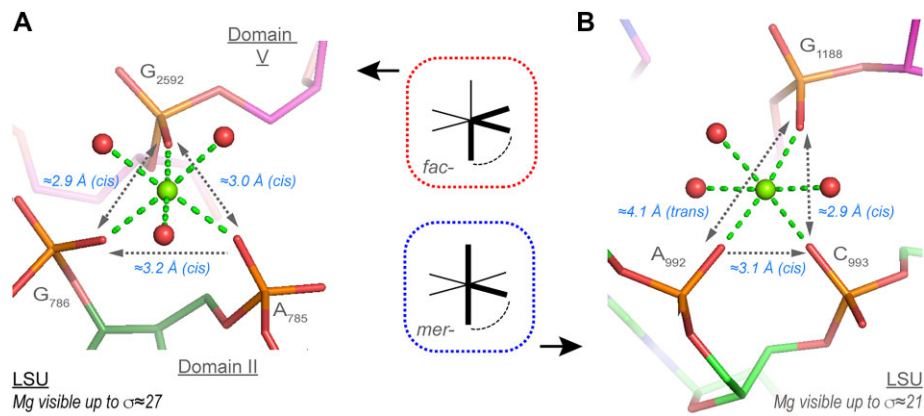 A
Domain
V
G2592
≈2.9 Å (cis)
≈3.0 Å (cis)
≈3.2 Å (cis)
G786
A785
Domain II
LSU
Mg visible up to σ≈27
fac-
mer-
B
G1188
≈4.1 Å (trans)
≈2.9 Å (cis)
A992
C993
≈3.1 Å (cis)
LSU
Mg visible up to σ≈21